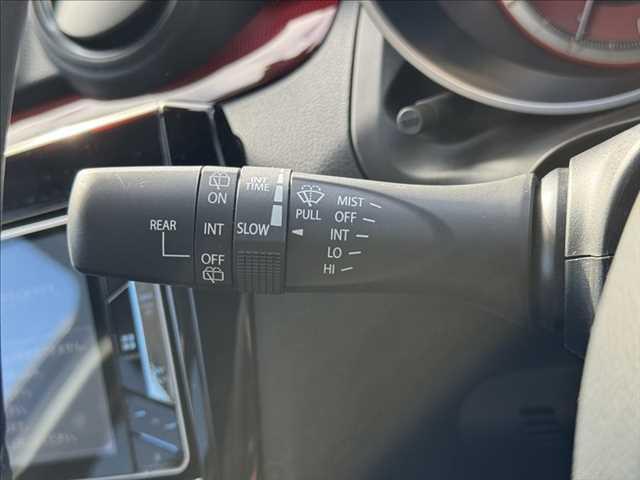 REAR
ON
INT
OFF
INT
TIME
SLOW
PULL
MIST
OFF
INT
LO
HI